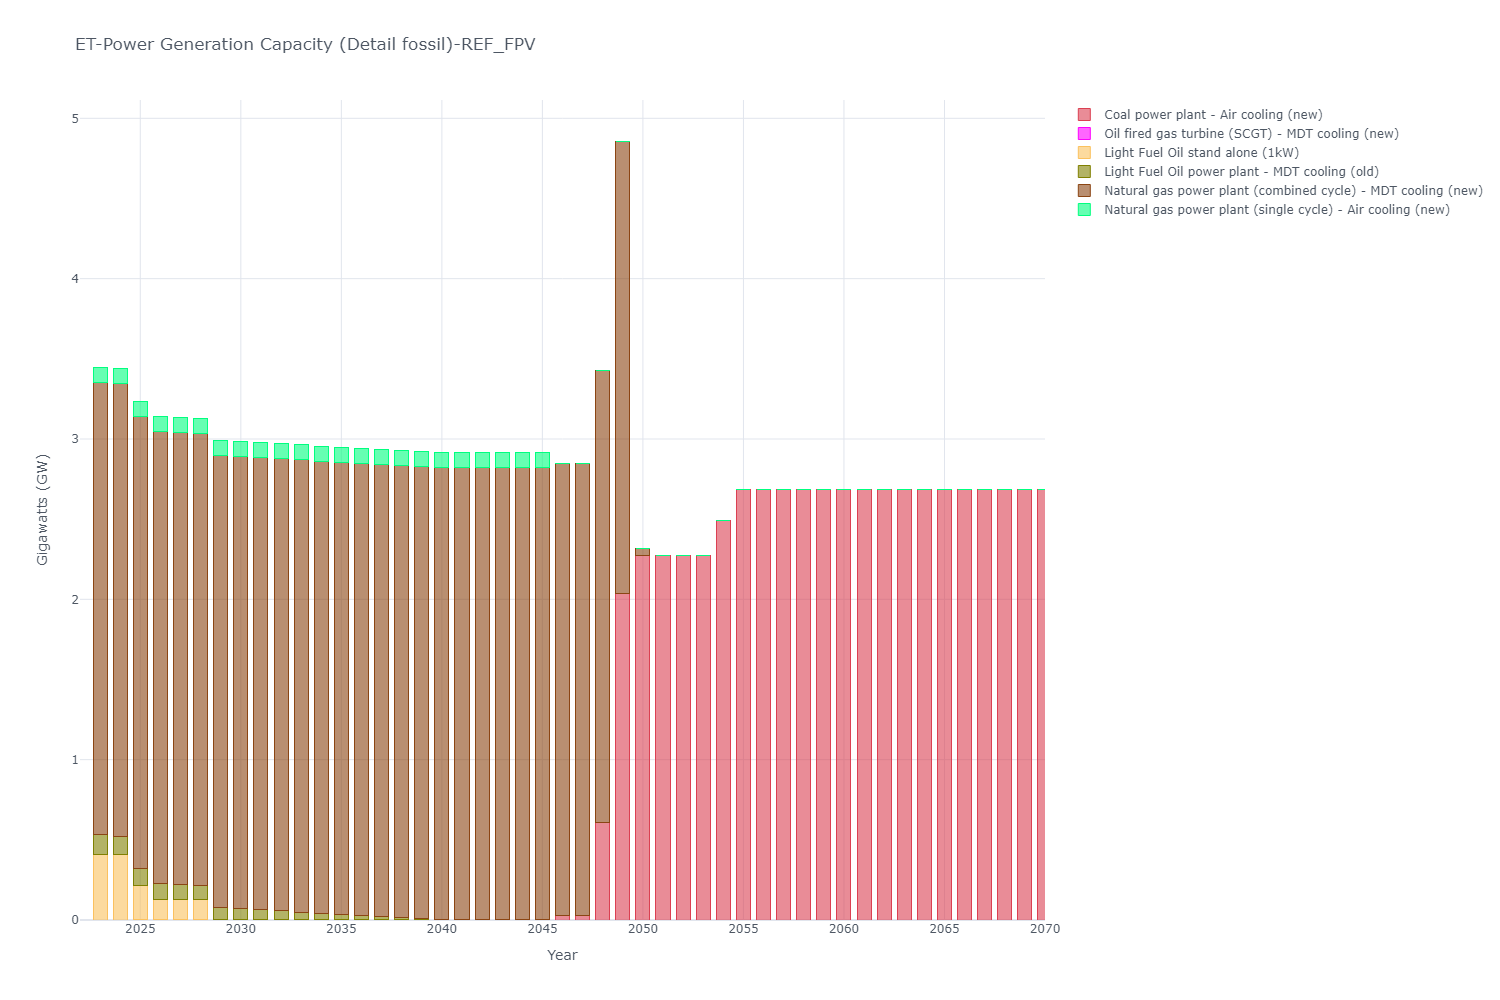 ET-Power Generation Capacity (Detail fossil)-REF_FPV
Coal power plant - Air cooling (new)
Oil fired gas turbine (SCGT) - MDT cooling (new)
Light Fuel Oil stand alone (1kW)
Light Fuel Oil power plant - MDT cooling (old)
Natural gas power plant (combined cycle) - MDT cooling (new)
Natural gas power plant (single cycle) - Air cooling (new)
5
4
3
2
1
0
Gigawatts (GW)
2025 2030 2035 2040 2045 2050 2055 2060 2065 2070
Year